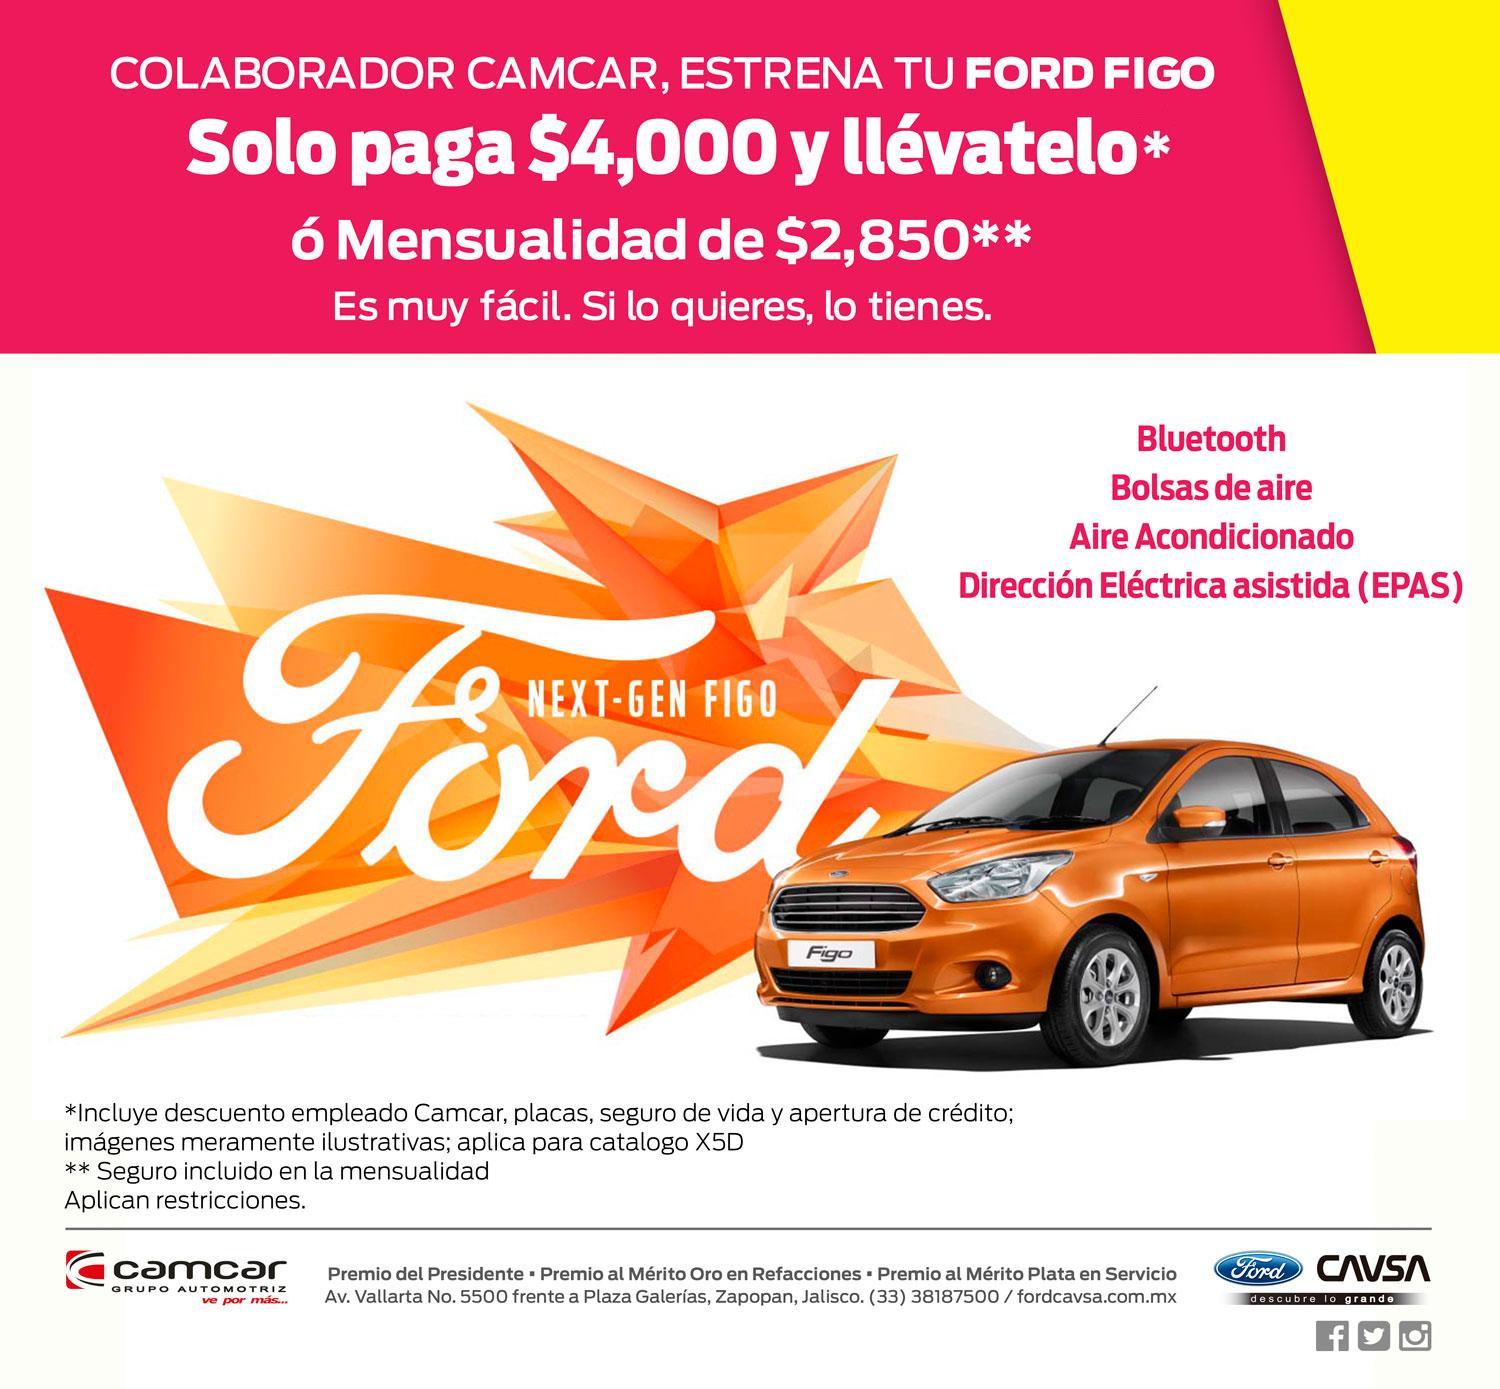 COLABORADOR CAMCAR, ESTRENA TU FORD FIGO
Solo paga $4,000 y llévatelo*
ó Mensualidad de $2,850**
Es muy fácil. Si lo quieres, lo tienes.
Bluetooth
Bolsas de aire
Aire Acondicionado
Dirección Eléctrica asistida (EPAS)
NEXT-GEN FIGO
Ford
Figo
*Incluye descuento empleado Camcar, placas, seguro de vida y apertura de crédito;
imágenes meramente ilustrativas; aplica para catalogo X5D
** Seguro incluido en la mensualidad
Aplican restricciones.
camcar
GRUPO AUTOMOTRIZ
ve por más...
Premio del Presidente • Premio al Mérito Oro en Refacciones • Premio al Mérito Plata en Servicio
Av. Vallarta No. 5500 frente a Plaza Galerías, Zapopan, Jalisco. (33) 38187500 / fordcavsa.com.mx
Ford CAVSA
descubre lo grande